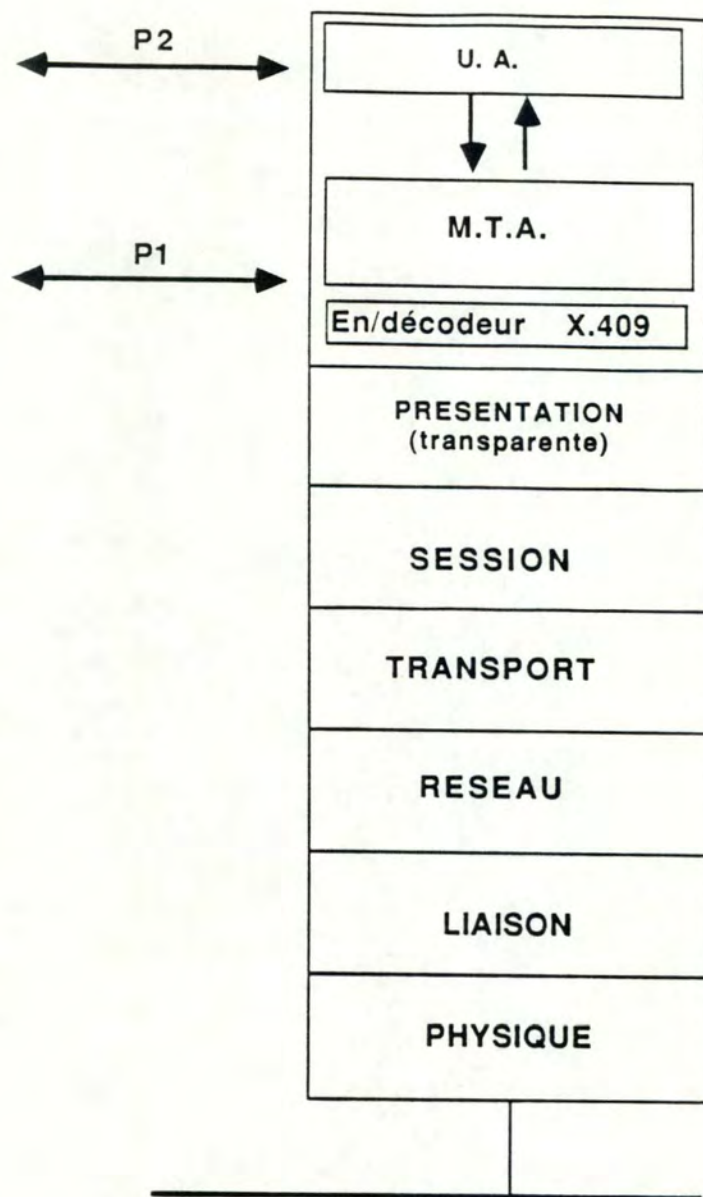 P2
U. A.
M.T.A.
P1
En/décodeur X.409
PRESENTATION
(transparente)
SESSION
TRANSPORT
RESEAU
LIAISON
PHYSIQUE